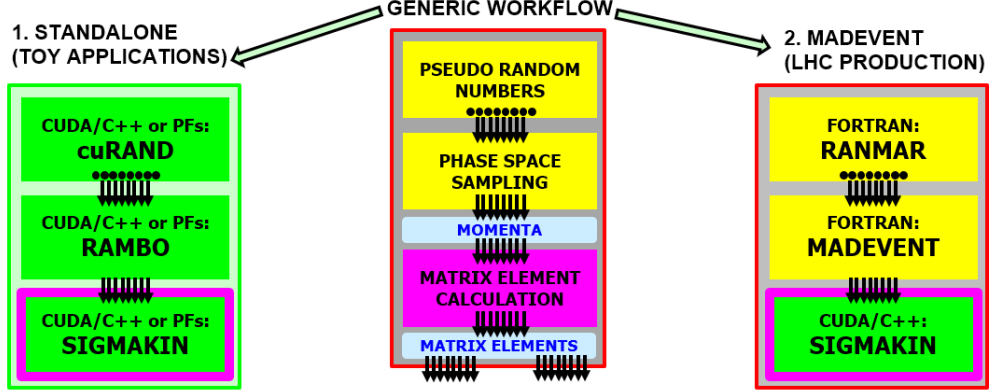 GENERIC WORKFLOW
1. STANDALONE
(TOY APPLICATIONS)
CUDA/C++ or PFs:
cuRAND
CUDA/C++ or PFs:
RAMBO
CUDA/C++ or PFs:
SIGMAKIN
PSEUDO RANDOM
NUMBERS
PHASE SPACE
SAMPLING
MOMENTA
MATRIX ELEMENT
CALCULATION
MATRIX ELEMENTS
2. MADEVENT
(LHC PRODUCTION)
FORTRAN:
RANMAR
FORTRAN:
MADEVENT
CUDA/C++:
SIGMAKIN